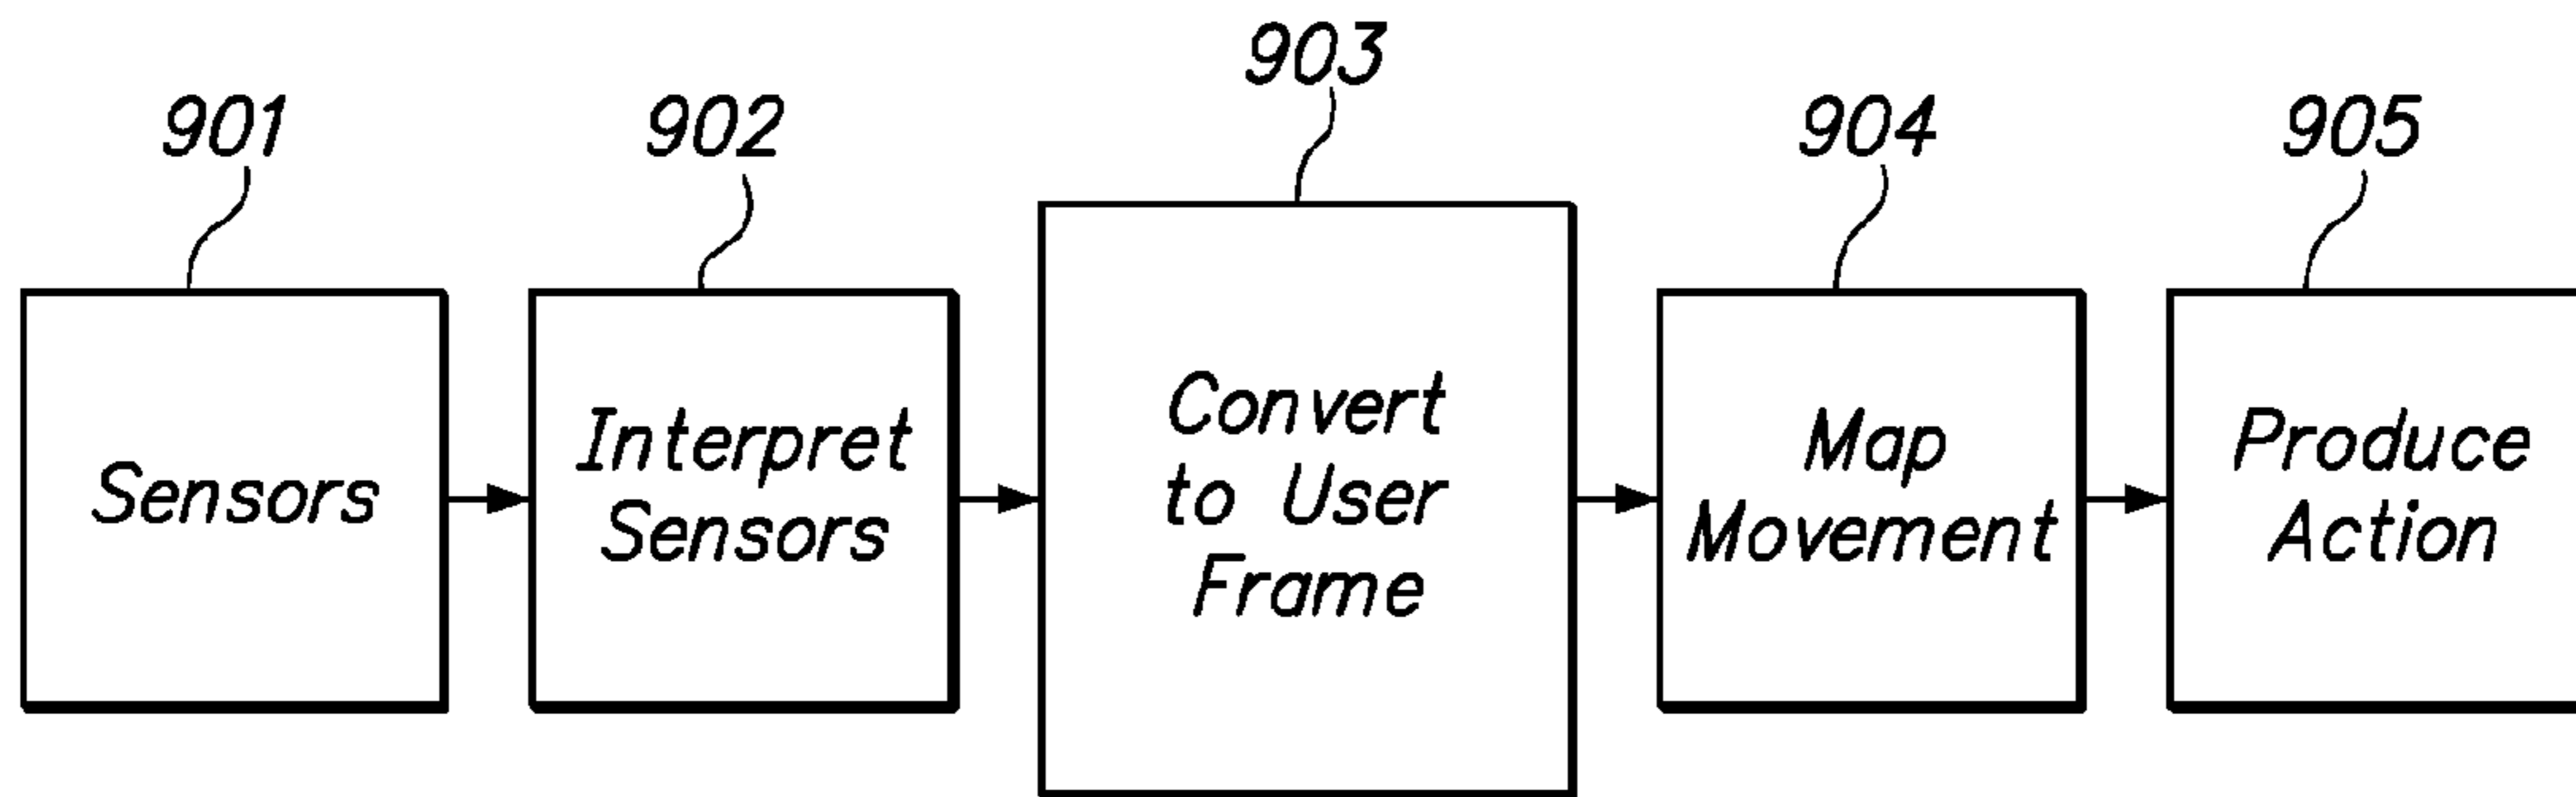 901
902
903
904
905
Sensors
Interpret
Sensors
Convert
to User
Frame
Map
Movement
Produce
Action